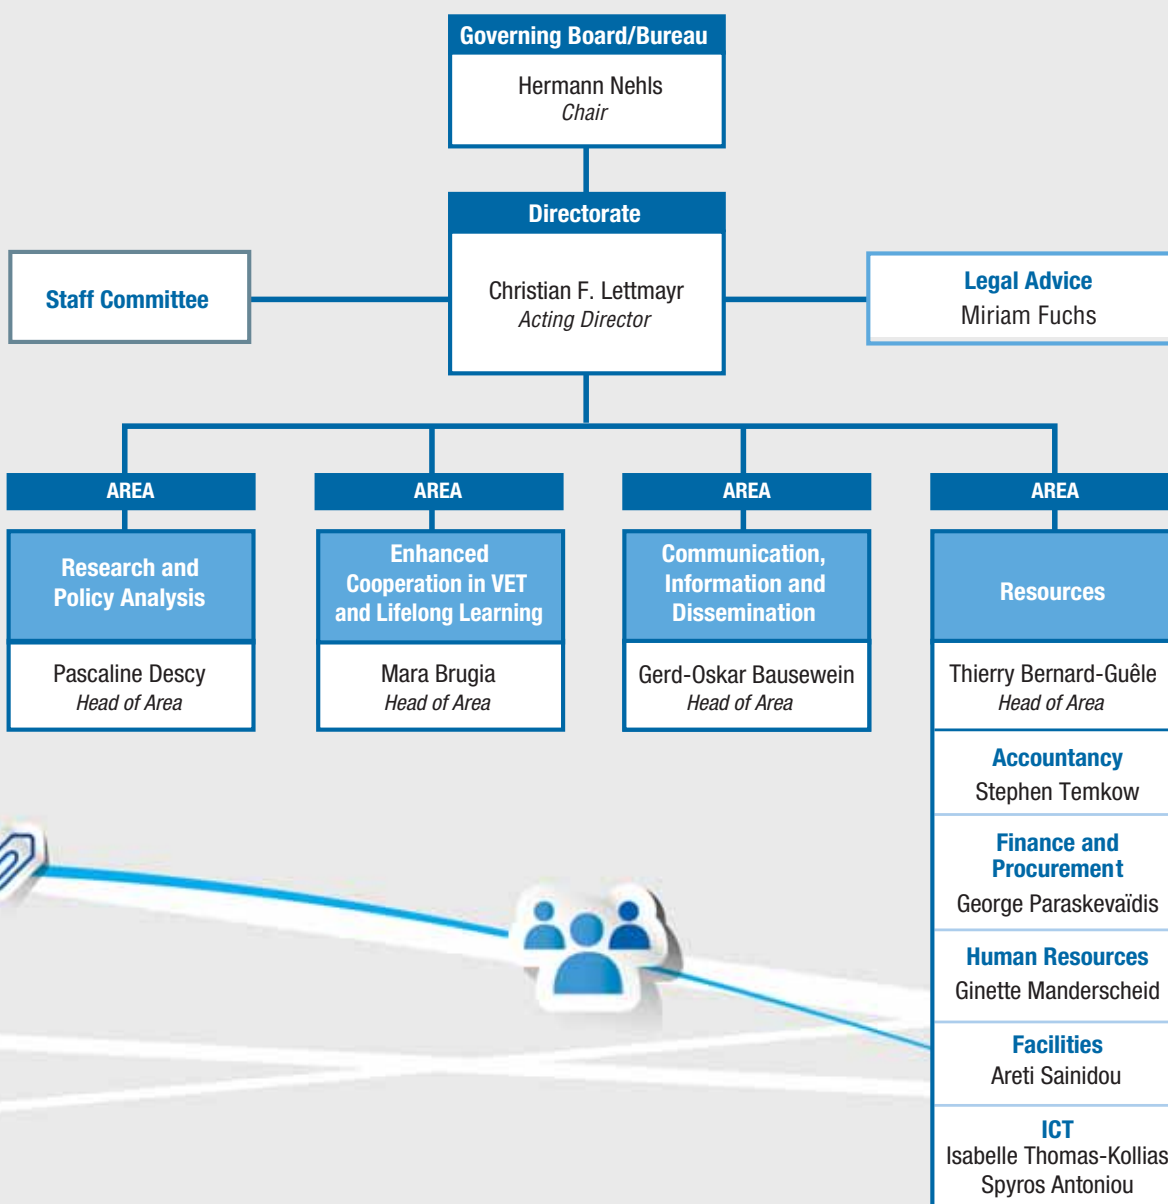 Governing Board/Bureau
Hermann Nehls
Chair
Directorate
Christian F. Lettmayr
Acting Director
Staff Committee
Legal Advice
Miriam Fuchs
AREA
Research and
Policy Analysis
Pascaline Descy
Head of Area
AREA
Enhanced
Cooperation in VET
and Lifelong Learning
Mara Brugia
Head of Area
AREA
Communication,
Information and
Dissemination
Gerd-Oskar Bausewein
Head of Area
AREA
Resources
Thierry Bernard-Guêle
Head of Area
Accountancy
Stephen Temkow
Finance and
Procurement
George Paraskevaïdis
Human Resources
Ginette Manderscheid
Facilities
Areti Sainidou
ICT
Isabelle Thomas-Kollias
Spyros Antoniou